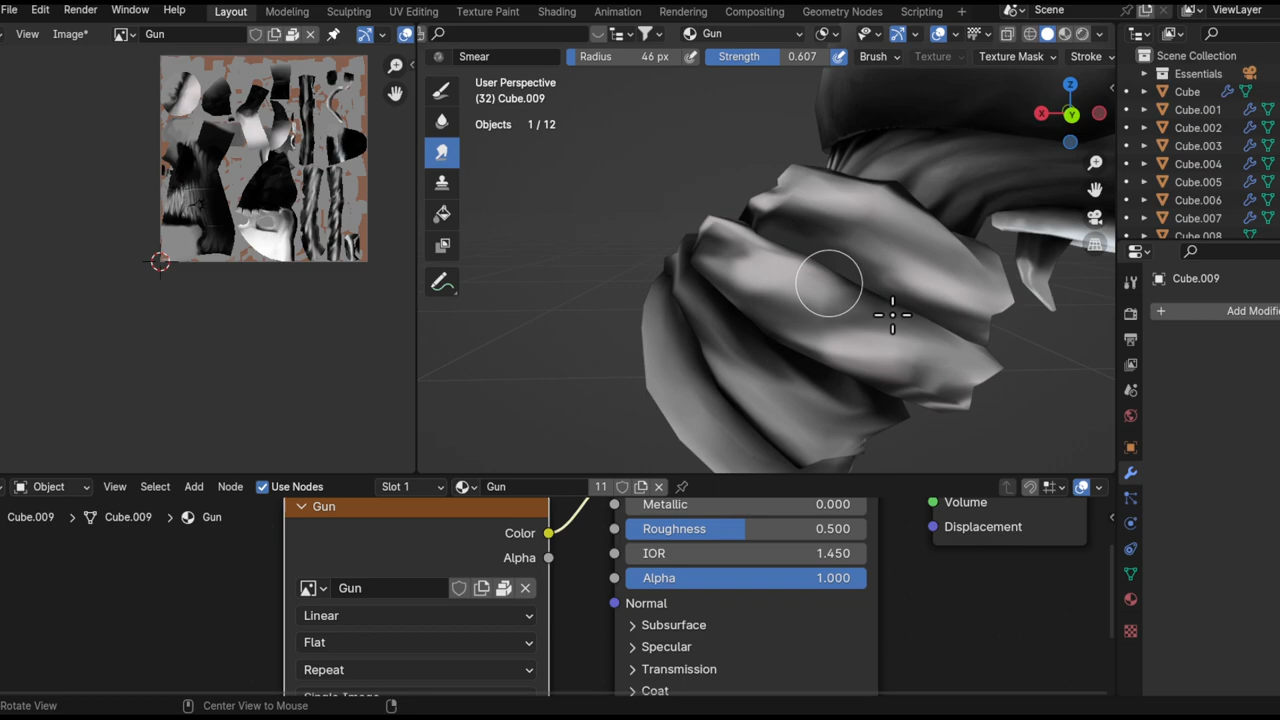 File Edit Render Window Help Layout Modeling Sculpting UV Editing Texture Paint Shading Animation Rendering Compositing Geometry Nodes Scripting + Scene ViewLayer
View Image* Gun Gun
Smear Radius 46 px Strength 0.607 Brush Texture Texture Mask Stroke
User Perspective
(32) Cube.009
Objects 1 / 12
Z
X
Y
Scene Collection
Essentials
Cube
Cube.001
Cube.002
Cube.003
Cube.004
Cube.005
Cube.006
Cube.007
Cube.008
Cube.009
+ Add Modifi
Object View Select Add Node Use Nodes Slot 1 Gun 11
Cube.009 > Cube.009 > Gun
Gun
Color
Alpha
Gun
Linear
Flat
Repeat
Single Image
Metallic 0.000
Roughness 0.500
IOR 1.450
Alpha 1.000
Normal
Subsurface
Specular
Transmission
Coat
Volume
Displacement
Rotate View Center View to Mouse